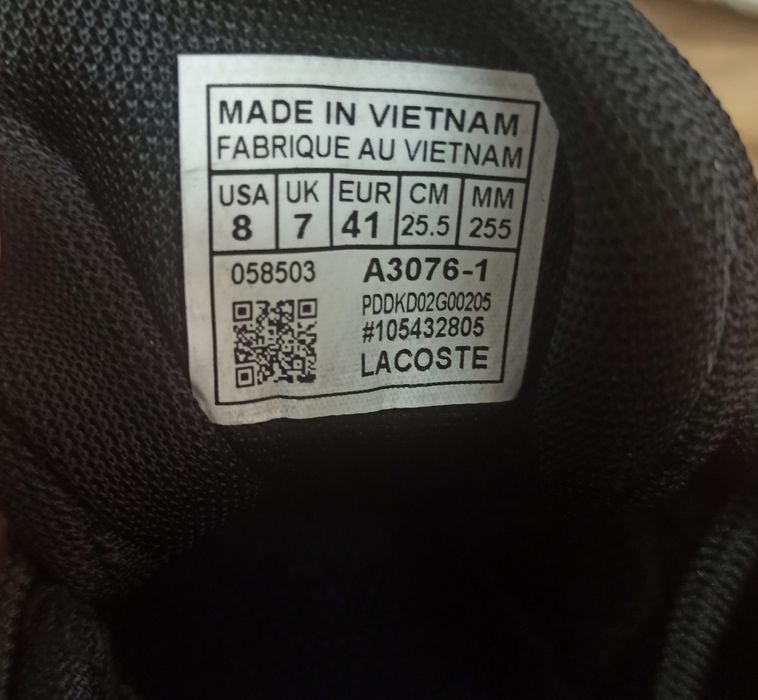 MADE IN VIETNAM
FABRIQUE AU VIETNAM
USA UK EUR CM MM
8 7 41 25.5 255
058503 A3076-1
PDDKD02G00205
#105432805
LACOSTE